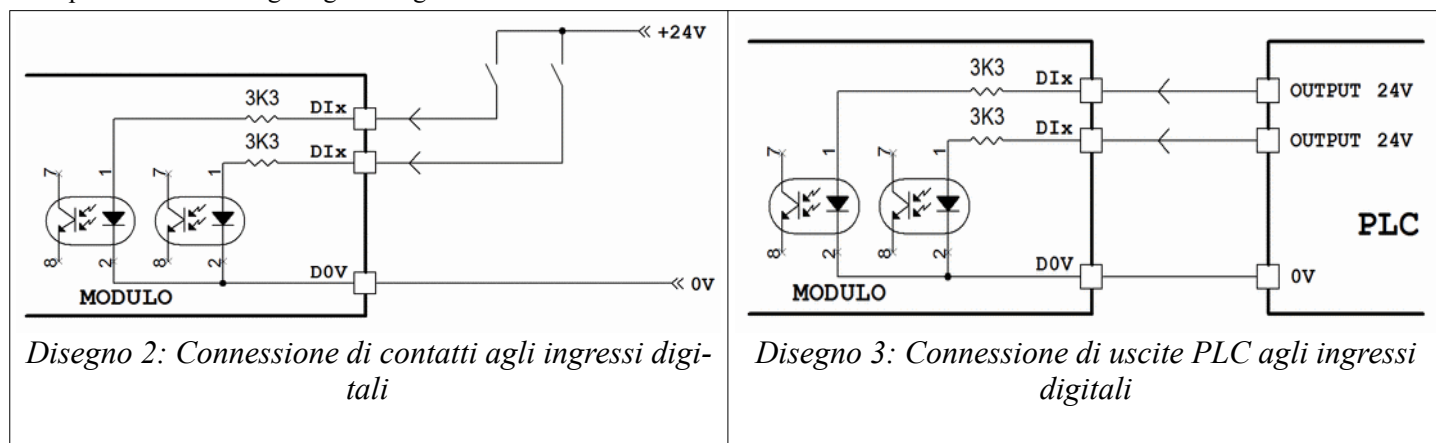 +24V
3K3
DIx
3K3
DIx
7
1
7
1
8
2
8
2
D0V
0V
MODULO
Disegno 2: Connessione di contatti agli ingressi digi-
tali
3K3
DIx
OUTPUT 24V
3K3
DIx
OUTPUT 24V
7
1
7
1
PLC
8
2
8
2
D0V
0V
MODULO
Disegno 3: Connessione di uscite PLC agli ingressi
digitali